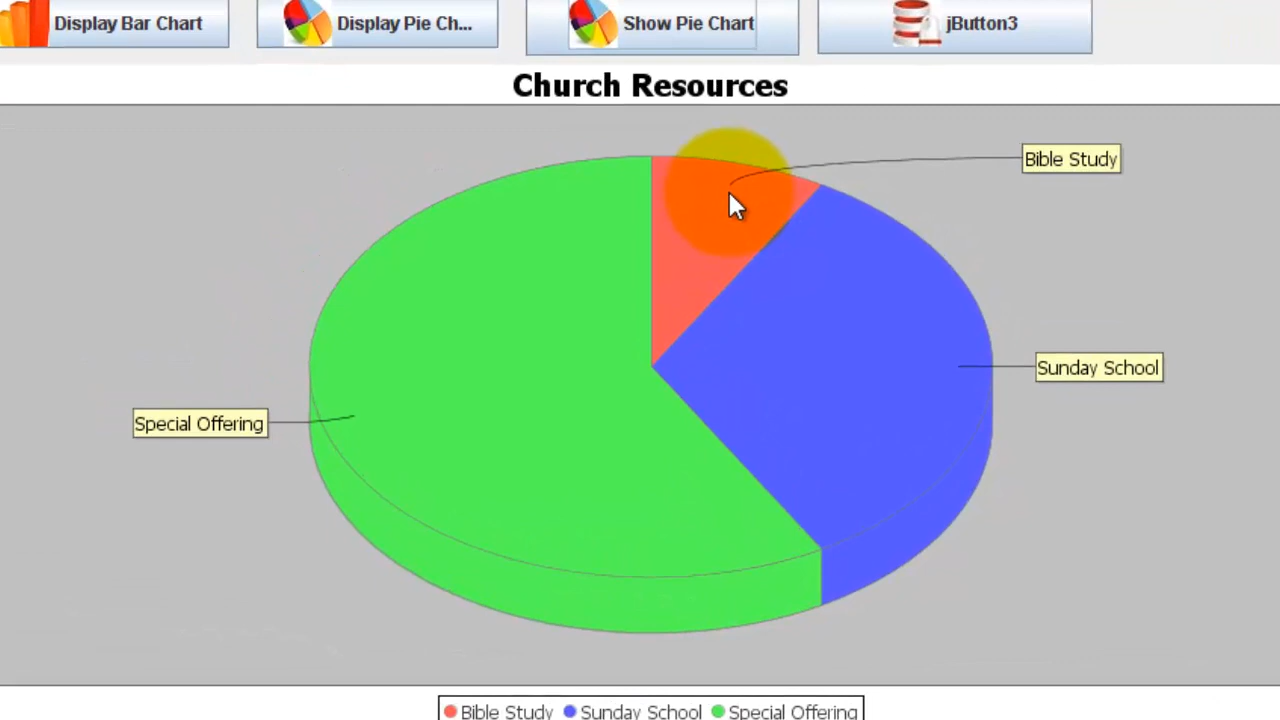 Display Bar Chart
Display Pie Ch...
Show Pie Chart
jButton3
Church Resources
Bible Study
Sunday School
Special Offering
Bible Study Sunday School Special Offering